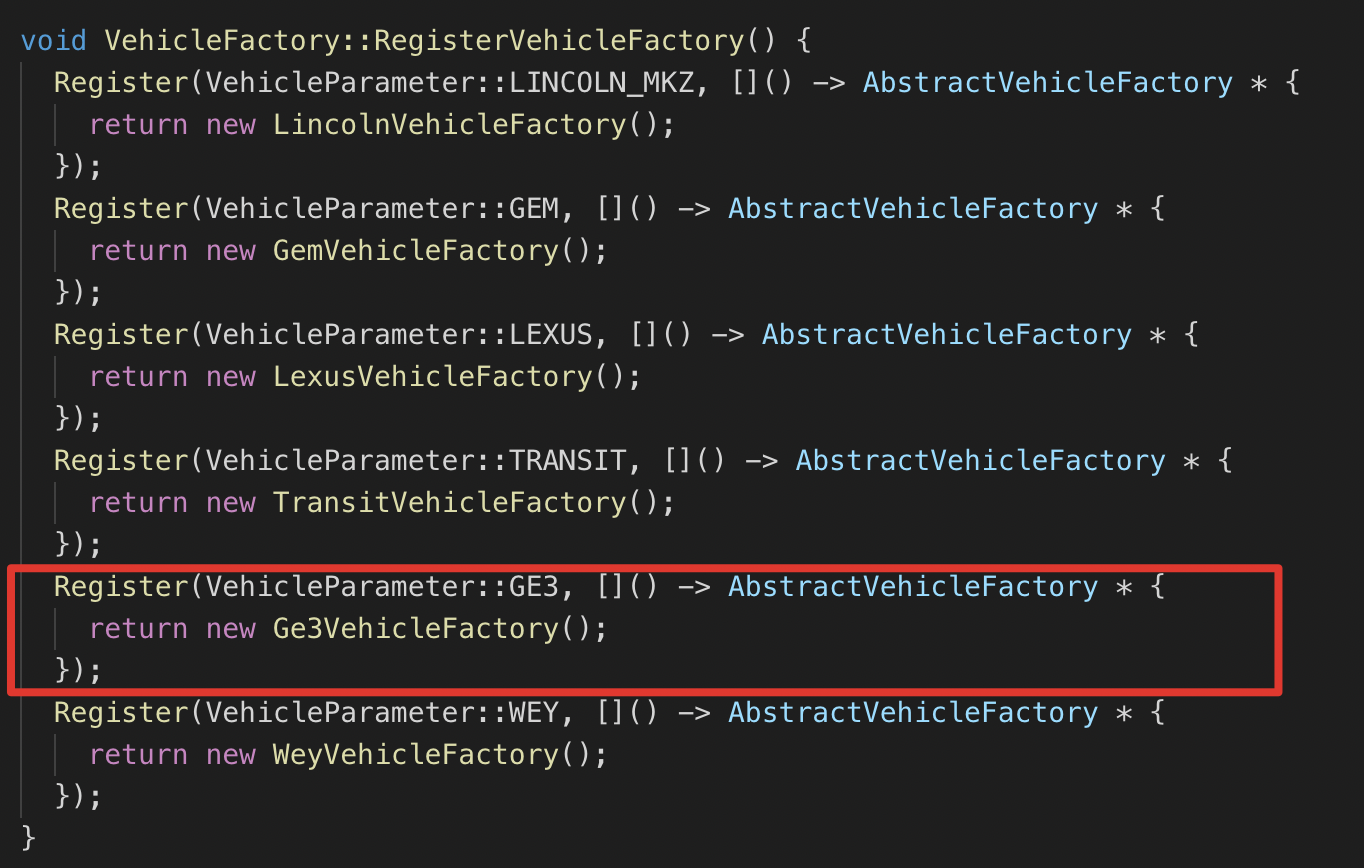 void VehicleFactory::RegisterVehicleFactory() {
  Register(VehicleParameter::LINCOLN_MKZ, []() -> AbstractVehicleFactory * {
    return new LincolnVehicleFactory();
  });
  Register(VehicleParameter::GEM, []() -> AbstractVehicleFactory * {
    return new GemVehicleFactory();
  });
  Register(VehicleParameter::LEXUS, []() -> AbstractVehicleFactory * {
    return new LexusVehicleFactory();
  });
  Register(VehicleParameter::TRANSIT, []() -> AbstractVehicleFactory * {
    return new TransitVehicleFactory();
  });
  Register(VehicleParameter::GE3, []() -> AbstractVehicleFactory * {
    return new Ge3VehicleFactory();
  });
  Register(VehicleParameter::WEY, []() -> AbstractVehicleFactory * {
    return new WeyVehicleFactory();
  });
}